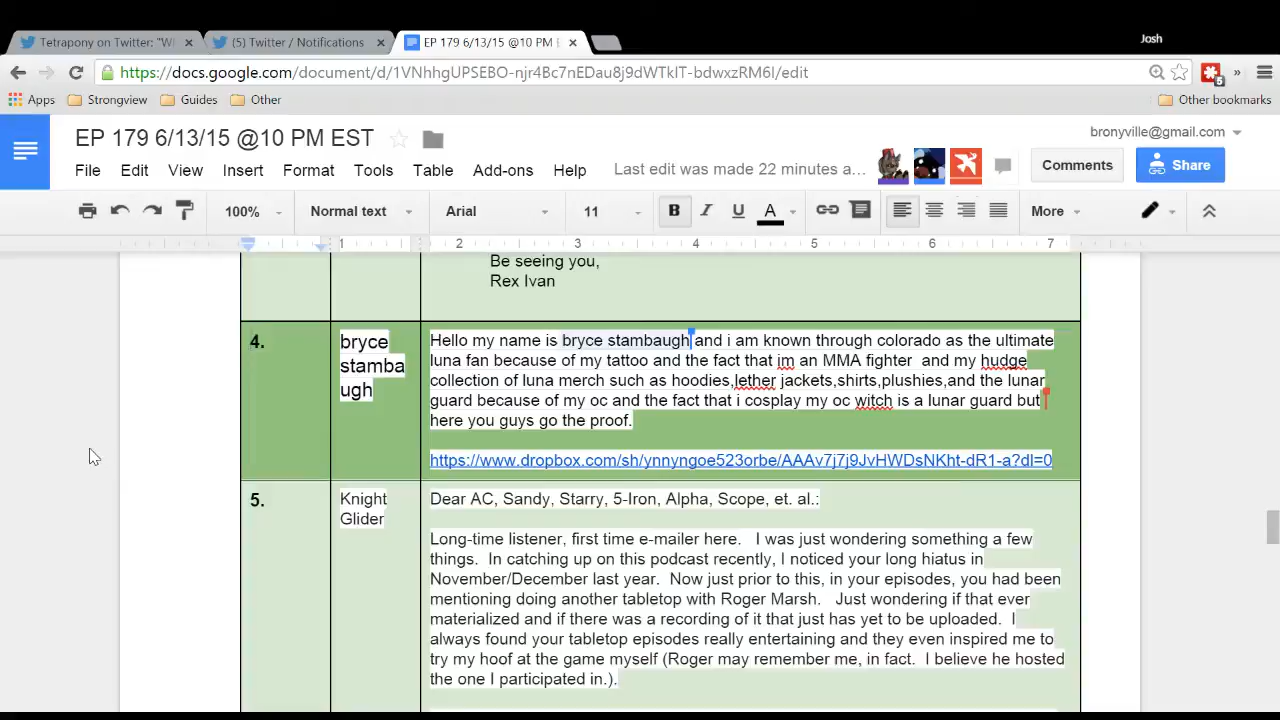 Josh
Tetrapony on Twitter: "W
(5) Twitter / Notifications
EP 179 6/13/15 @10 PM E
https://docs.google.com/document/d/1VNhhgUPSEBO-njr4Bc7nEDau8j9dWTkIT-bdwxzRM6I/edit
5
Apps
Strongview
Guides
Other
Other bookmarks
EP 179 6/13/15 @10 PM EST
bronyville@gmail.com
File Edit View Insert Format Tools Table Add-ons Help
Last edit was made 22 minutes a...
Comments
Share
100% Normal text Arial 11 B I U A More
1 2 3 4 5 6 7
Be seeing you,
Rex Ivan
4.
bryce
stamba
ugh
Hello my name is bryce stambaugh and i am known through colorado as the ultimate
luna fan because of my tattoo and the fact that im an MMA fighter  and my hudge
collection of luna merch such as hoodies,lether jackets,shirts,plushies,and the lunar
guard because of my oc and the fact that i cosplay my oc witch is a lunar guard but
here you guys go the proof.
https://www.dropbox.com/sh/ynnyngoe523orbe/AAAv7j7j9JvHWDsNKht-dR1-a?dl=0
5.
Knight
Glider
Dear AC, Sandy, Starry, 5-Iron, Alpha, Scope, et. al.:
Long-time listener, first time e-mailer here.   I was just wondering something a few
things.  In catching up on this podcast recently, I noticed your long hiatus in
November/December last year.  Now just prior to this, in your episodes, you had been
mentioning doing another tabletop with Roger Marsh.   Just wondering if that ever
materialized and if there was a recording of it that just has yet to be uploaded.  I
always found your tabletop episodes really entertaining and they even inspired me to
try my hoof at the game myself (Roger may remember me, in fact.  I believe he hosted
the one I participated in.).